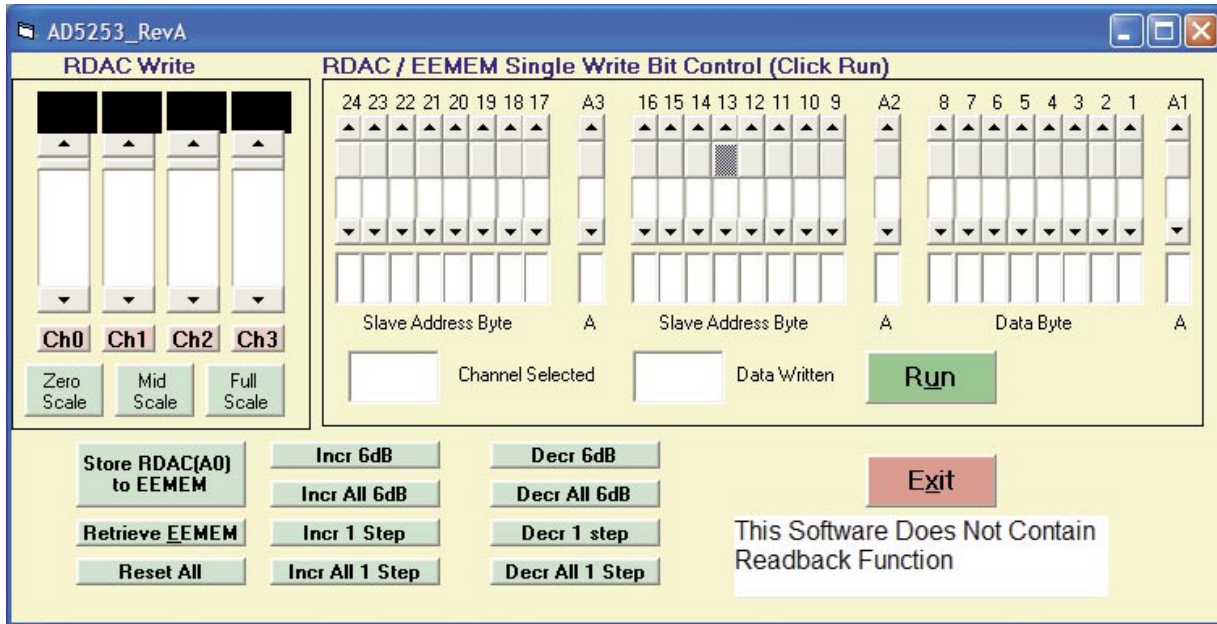 AD5253_RevA
RDAC Write
RDAC / EEMEM Single Write Bit Control (Click Run)
24 23 22 21 20 19 18 17 A3 16 15 14 13 12 11 10 9 A2 8 7 6 5 4 3 2 1 A1
Slave Address Byte A Slave Address Byte A Data Byte A
Ch0 Ch1 Ch2 Ch3
Channel Selected Data Written Run
Zero Scale
Mid Scale
Full Scale
Store RDAC(A0)
to EEMEM
Incr 6dB
Decr 6dB
Incr All 6dB
Decr All 6dB
Retrieve EEMEM
Incr 1 Step
Decr 1 step
Reset All
Incr All 1 Step
Decr All 1 Step
Exit
This Software Does Not Contain
Readback Function